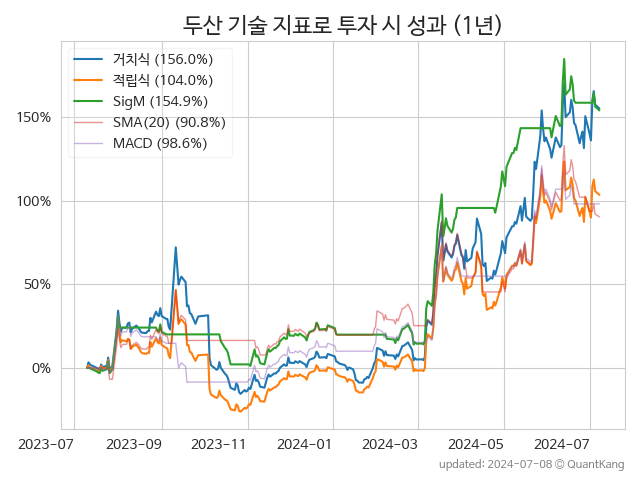 두산 기술 지표로 투자 시 성과 (1년)
거치식 (156.0%)
적립식 (104.0%)
SigM (154.9%)
SMA(20) (90.8%)
MACD (98.6%)
150%
100%
50%
0%
2023-07 2023-09 2023-11 2024-01 2024-03 2024-05 2024-07
updated: 2024-07-08 © QuantKang